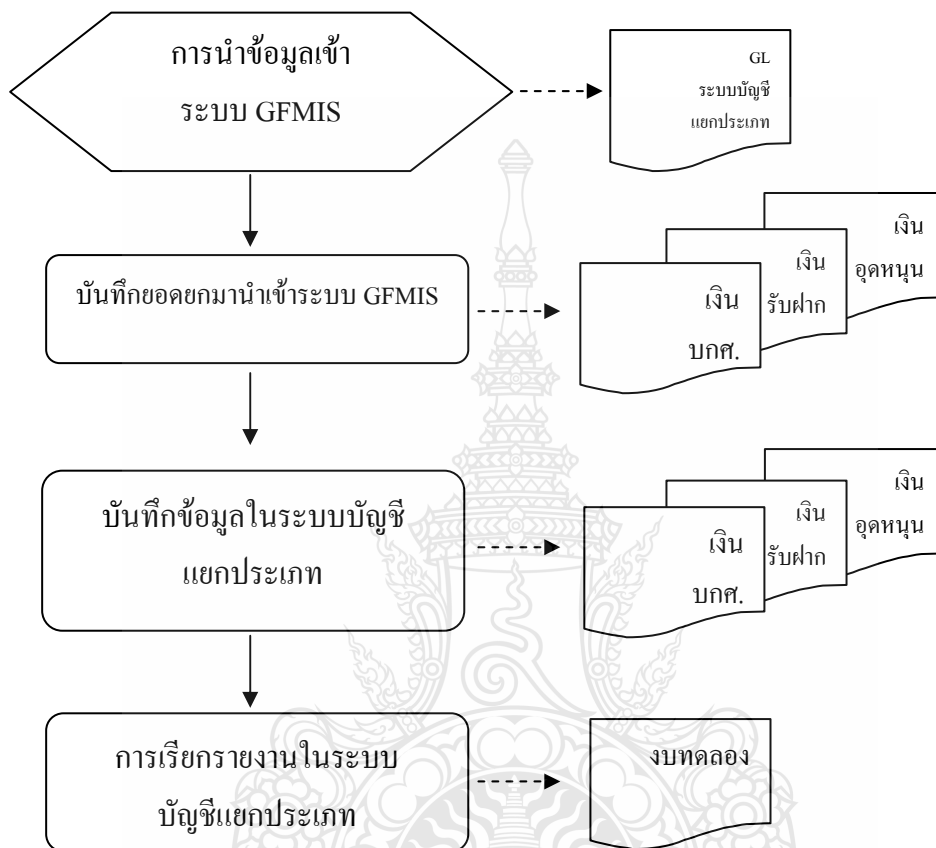 การนำข้อมูลเข้า
ระบบ GFMIS
GL
ระบบบัญชี
แยกประเภท
บันทึกยอดยกมานำเข้าระบบ GFMIS
เงิน
บกศ.
เงิน
รับฝาก
เงิน
อุดหนุน
บันทึกข้อมูลในระบบบัญชี
แยกประเภท
เงิน
บกศ.
เงิน
รับฝาก
เงิน
อุดหนุน
การเรียกรายงานในระบบ
บัญชีแยกประเภท
งบทดลอง